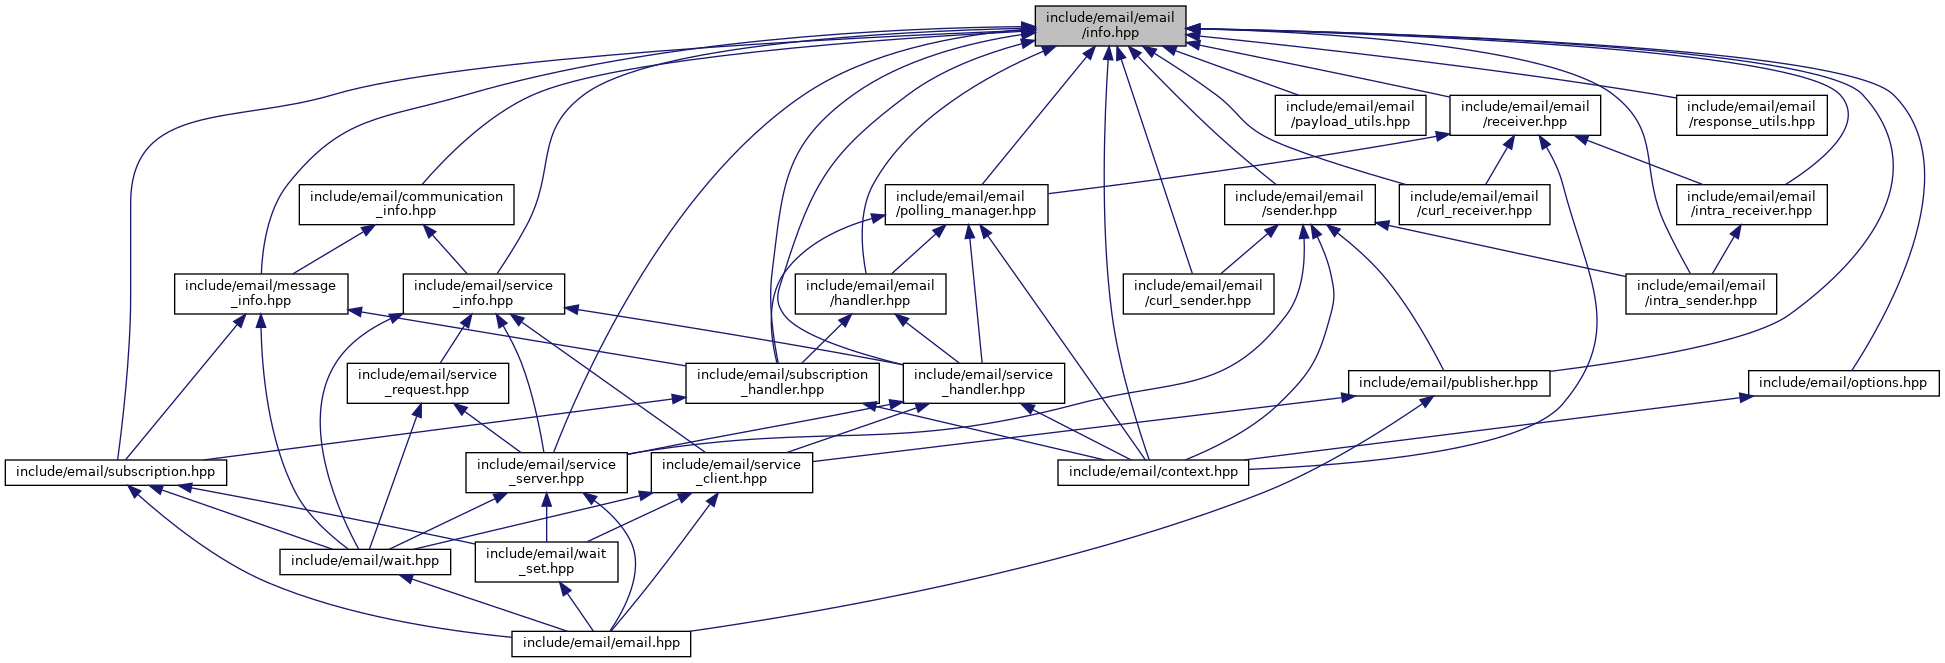 include/email/email
/info.hpp
include/email/email
/payload_utils.hpp
include/email/email
/receiver.hpp
include/email/email
/response_utils.hpp
include/email/communication
_info.hpp
include/email/email
/polling_manager.hpp
include/email/email
/sender.hpp
include/email/email
/curl_receiver.hpp
include/email/email
/intra_receiver.hpp
include/email/message
_info.hpp
include/email/service
_info.hpp
include/email/email
/handler.hpp
include/email/email
/curl_sender.hpp
include/email/email
/intra_sender.hpp
include/email/service
_request.hpp
include/email/subscription
_handler.hpp
include/email/service
_handler.hpp
include/email/publisher.hpp
include/email/options.hpp
include/email/subscription.hpp
include/email/service
_server.hpp
include/email/service
_client.hpp
include/email/context.hpp
include/email/wait.hpp
include/email/wait
_set.hpp
include/email/email.hpp